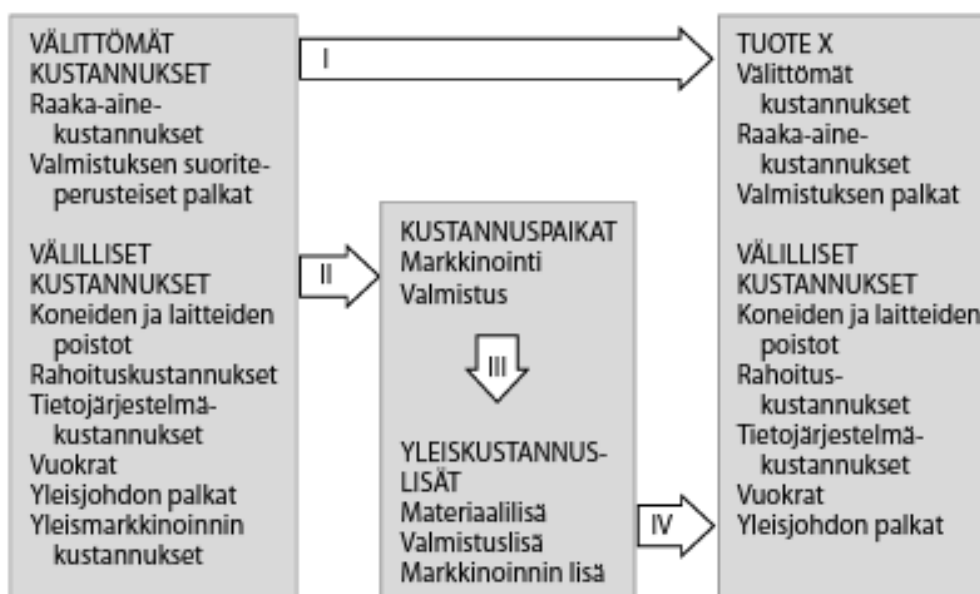 VÄLITTÖMÄT
KUSTANNUKSET
Raaka-aine-
kustannukset
Valmistuksen suorite-
perusteiset palkat
VÄLILLISET
KUSTANNUKSET
Koneiden ja laitteiden
poistot
Rahoituskustannukset
Tietojärjestelmä-
kustannukset
Vuokrat
Yleisjohdon palkat
Yleismarkkinoinnin
kustannukset
I
II
KUSTANNUSPAIKAT
Markkinointi
Valmistus
III
YLEISKUSTANNUS-
LISÄT
Materiaalilisä
Valmistuslisä
Markkinoinnin lisä
IV
TUOTE X
Välittömät
kustannukset
Raaka-aine-
kustannukset
Valmistuksen palkat
VÄLILLISET
KUSTANNUKSET
Koneiden ja laitteiden
poistot
Rahoitus-
kustannukset
Tietojärjestelmä-
kustannukset
Vuokrat
Yleisjohdon palkat